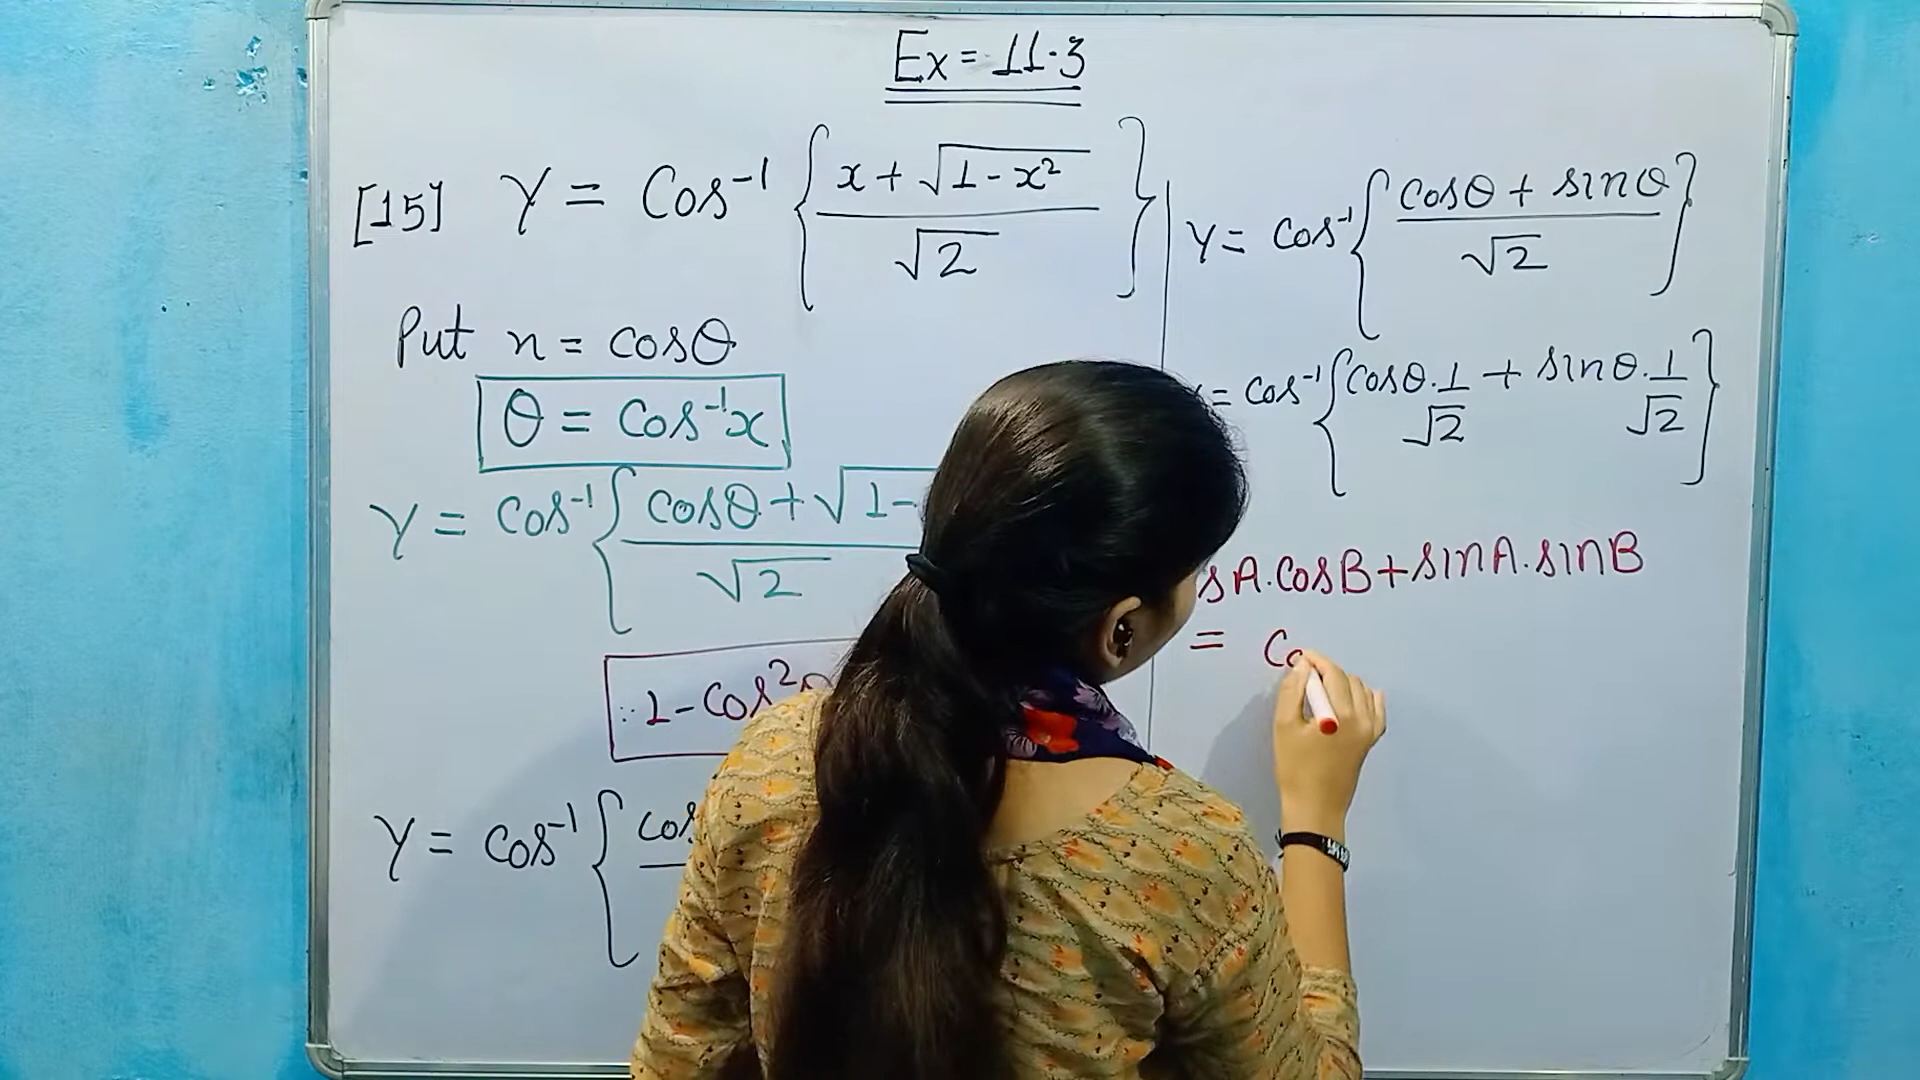 Ex = 11.3
[15] Y = Cos⁻¹ { x + √1 - x² / √2 }
Put n = cosθ
θ = Cos⁻¹x
Y = cos⁻¹ { cosθ + √1 - / √2
∵ 1 - Cos²
Y = cos⁻¹ { cos
Y = cos⁻¹ { cosθ + sinθ / √2 }
= cos⁻¹ { cosθ . 1/√2 + sinθ . 1/√2 }
sA . cosB + sinA . sinB
= Co